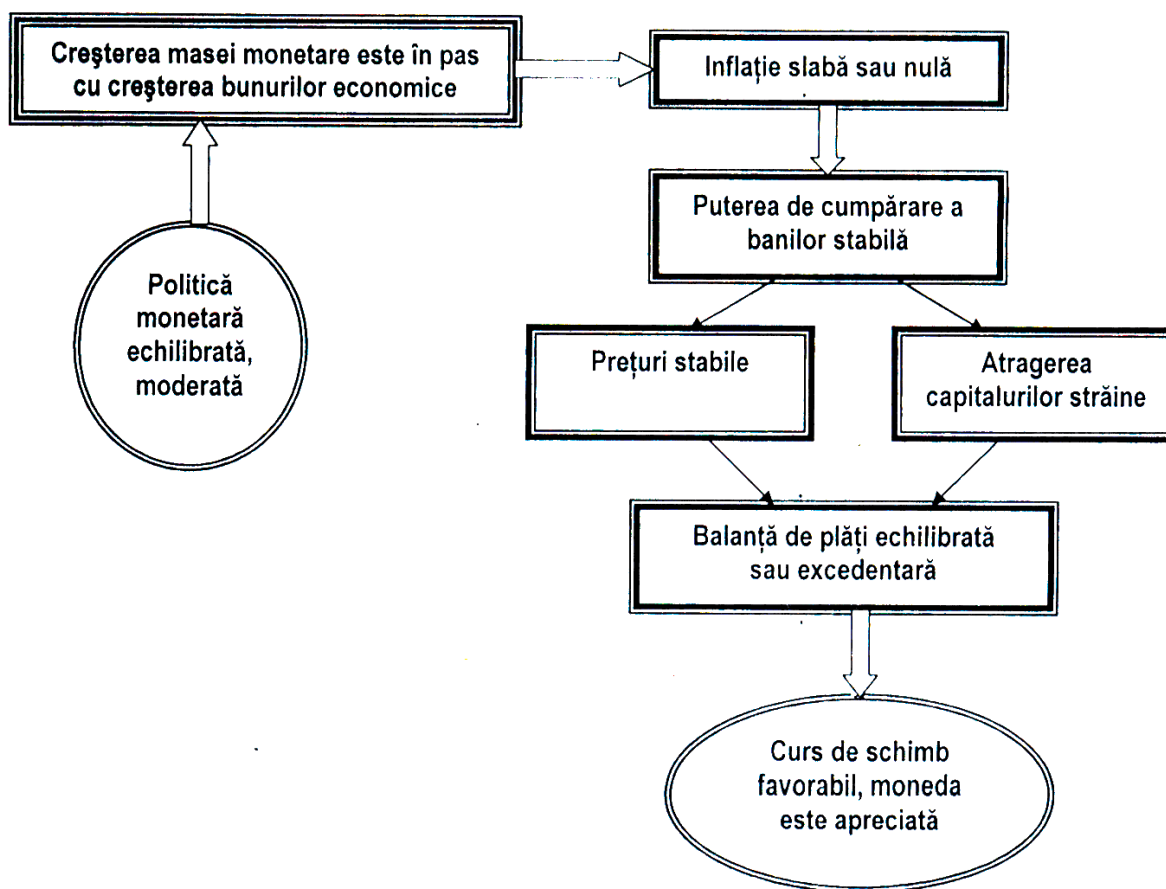 Creşterea masei monetare este în pas
cu creşterea bunurilor economice
Inflație slabă sau nulă
Puterea de cumpărare a
banilor stabilă
Politică
monetară
echilibrată,
moderată
Prețuri stabile
Atragerea
capitalurilor străine
Balanță de plăți echilibrată
sau excedentară
Curs de schimb
favorabil, moneda
este apreciată